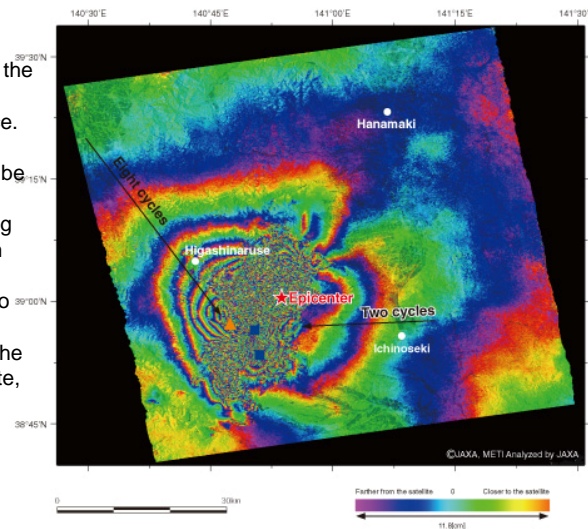 140°30'E 140°45'E 141°00'E 141°15'E 141°30'
39°30'N
the
e.
be
39°15'N
g
n
39°00'N
o
he
te,
38°45'N
Hanamaki
Eight cycles
Higashinaruse
Epicenter
Two cycles
Ichinoseki
©JAXA, METI Analyzed by JAXA
0 30km
Farther from the satellite 0 Closer to the satellite
11.8[cm]